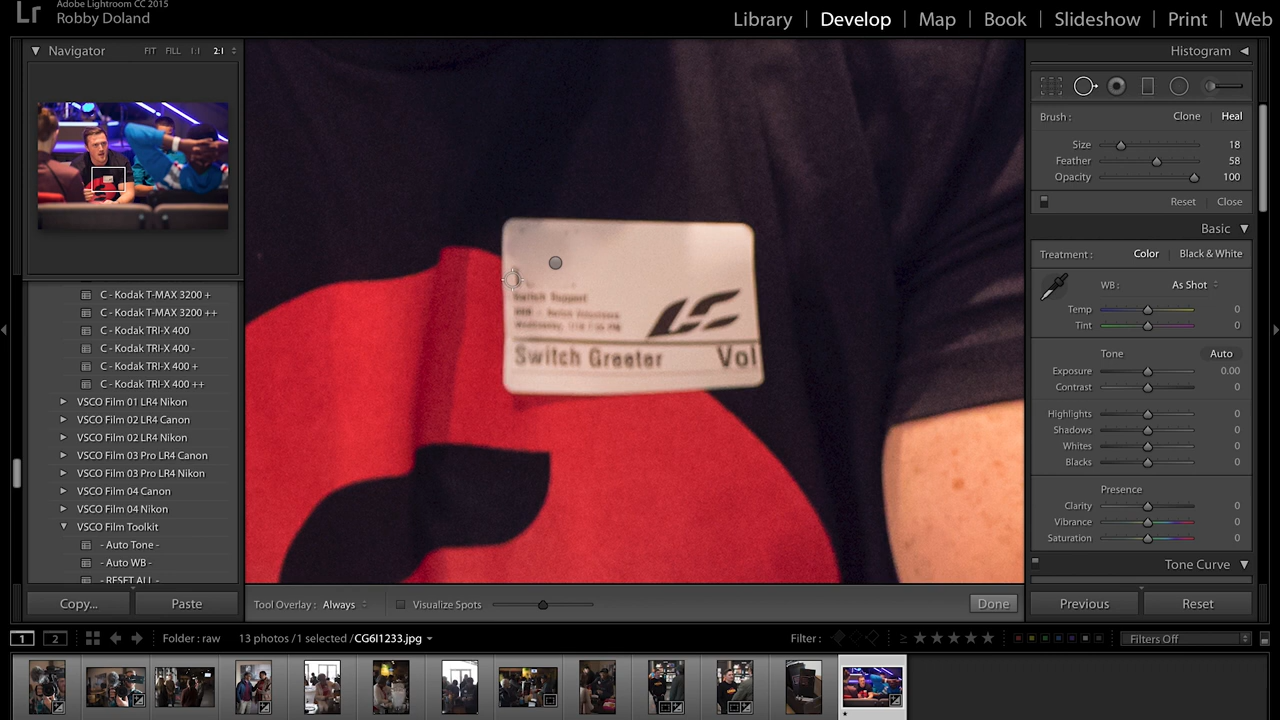 Adobe Lightroom CC 2015
Robby Doland
Library | Develop | Map | Book | Slideshow | Print | Web
Navigator FIT FILL 1:1 2:1
Histogram
Brush : Clone Heal
Size 18
Feather 58
Opacity 100
Reset Close
Basic
Treatment : Color Black & White
WB : As Shot
Temp 0
Tint 0
Tone Auto
Exposure 0.00
Contrast 0
Highlights 0
Shadows 0
Whites 0
Blacks 0
Presence
Clarity 0
Vibrance 0
Saturation 0
Tone Curve
Previous Reset
C - Kodak T-MAX 3200 +
C - Kodak T-MAX 3200 ++
C - Kodak TRI-X 400
C - Kodak TRI-X 400 -
C - Kodak TRI-X 400 +
C - Kodak TRI-X 400 ++
VSCO Film 01 LR4 Nikon
VSCO Film 02 LR4 Canon
VSCO Film 02 LR4 Nikon
VSCO Film 03 Pro LR4 Canon
VSCO Film 03 Pro LR4 Nikon
VSCO Film 04 Canon
VSCO Film 04 Nikon
VSCO Film Toolkit
- Auto Tone -
- Auto WB -
- RESET ALL -
Copy... Paste
Switch Support
Switch Greeter Vol
Tool Overlay : Always Visualize Spots Done
1 2 Folder : raw 13 photos / 1 selected / CG6I1233.jpg Filter : Filters Off